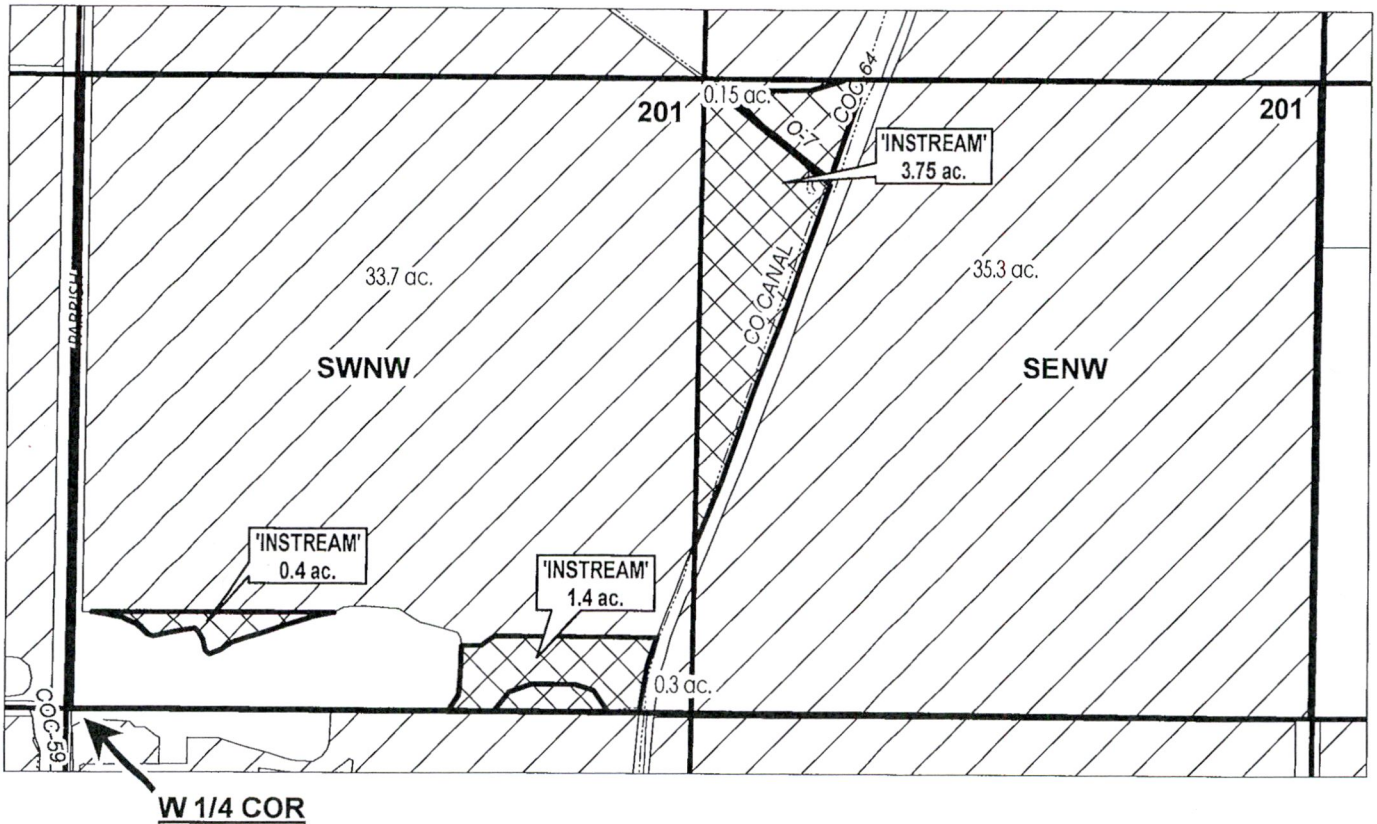 COC-64
201
0.15 ac.
201
O-7
'INSTREAM'
3.75 ac.
CO CANAL
33.7 ac.
35.3 ac.
PARRISH
SWNW
SENW
'INSTREAM'
0.4 ac.
'INSTREAM'
1.4 ac.
0.3 ac.
COC-59
W 1/4 COR